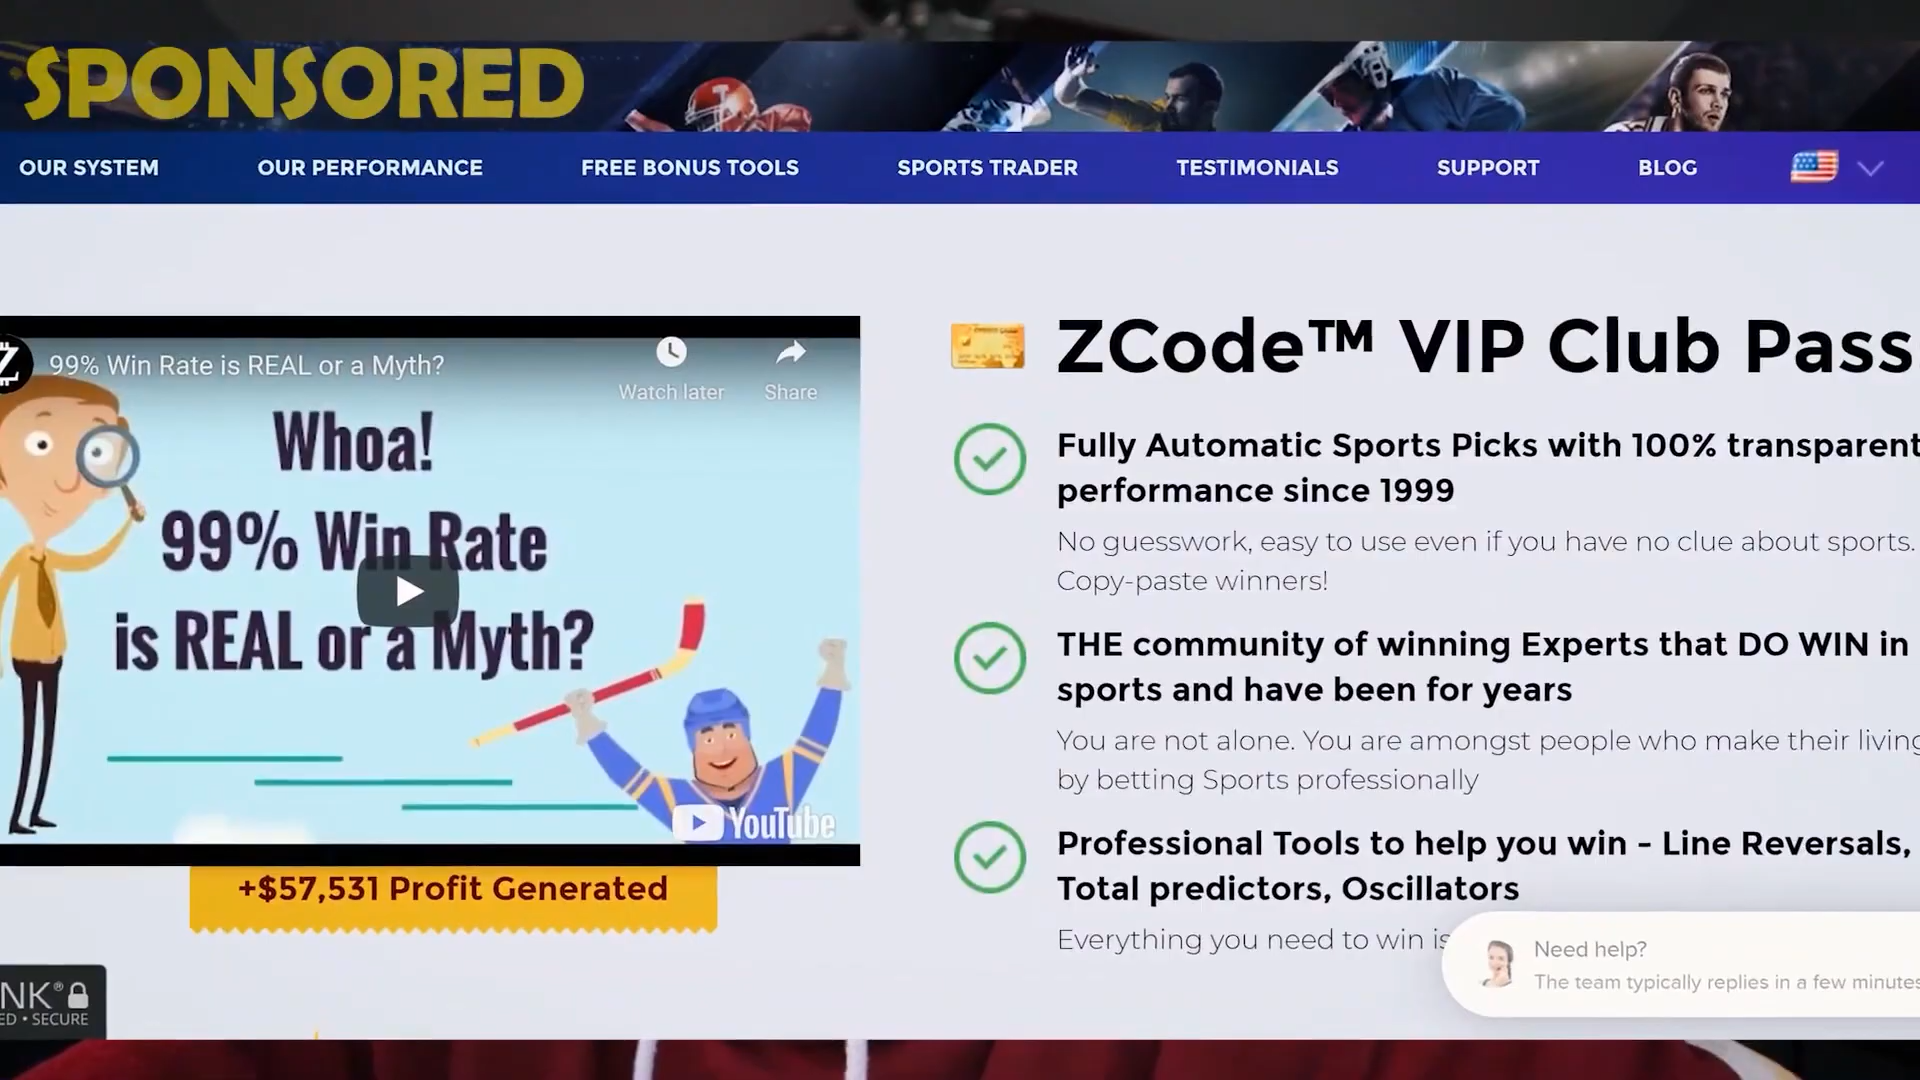 SPONSORED
OUR SYSTEM
OUR PERFORMANCE
FREE BONUS TOOLS
SPORTS TRADER
TESTIMONIALS
SUPPORT
BLOG
99% Win Rate is REAL or a Myth?
Watch later
Share
Whoa!
99% Win Rate
is REAL or a Myth?
YouTube
+$57,531 Profit Generated
NK®
ED • SECURE
ZCode™ VIP Club Pass
Fully Automatic Sports Picks with 100% transparent
performance since 1999
No guesswork, easy to use even if you have no clue about sports.
Copy-paste winners!
THE community of winning Experts that DO WIN in
sports and have been for years
You are not alone. You are amongst people who make their living
by betting Sports professionally
Professional Tools to help you win - Line Reversals,
Total predictors, Oscillators
Everything you need to win is
Need help?
The team typically replies in a few minutes